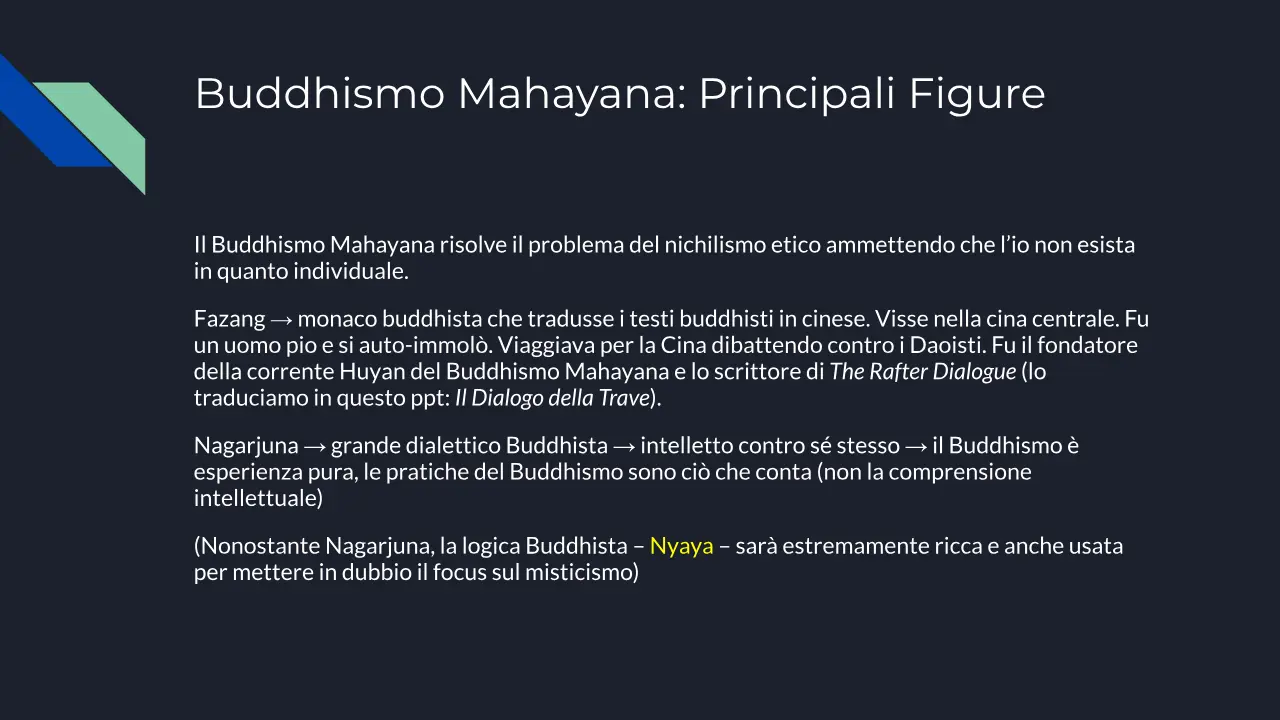 Buddhismo Mahayana: Principali Figure
Il Buddhismo Mahayana risolve il problema del nichilismo etico ammettendo che l’io non esista
in quanto individuale.
Fazang → monaco buddhista che tradusse i testi buddhisti in cinese. Visse nella cina centrale. Fu
un uomo pio e si auto-immolò. Viaggiava per la Cina dibattendo contro i Daoisti. Fu il fondatore
della corrente Huyan del Buddhismo Mahayana e lo scrittore di The Rafter Dialogue (lo
traduciamo in questo ppt: Il Dialogo della Trave).
Nagarjuna → grande dialettico Buddhista → intelletto contro sé stesso → il Buddhismo è
esperienza pura, le pratiche del Buddhismo sono ciò che conta (non la comprensione
intellettuale)
(Nonostante Nagarjuna, la logica Buddhista – Nyaya – sarà estremamente ricca e anche usata
per mettere in dubbio il focus sul misticismo)